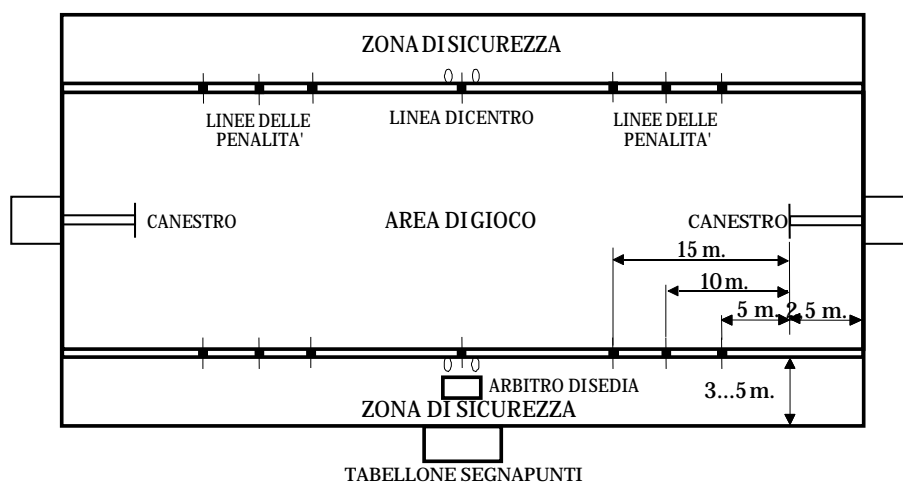 ZONA DI SICUREZZA
LINEE DELLE
PENALITA'
LINEA DI CENTRO
LINEE DELLE
PENALITA'
CANESTRO
AREA DI GIOCO
CANESTRO
15 m.
10 m.
5 m.
2,5 m.
ARBITRO DI SEDIA
3...5 m.
ZONA DI SICUREZZA
TABELLONE SEGNAPUNTI